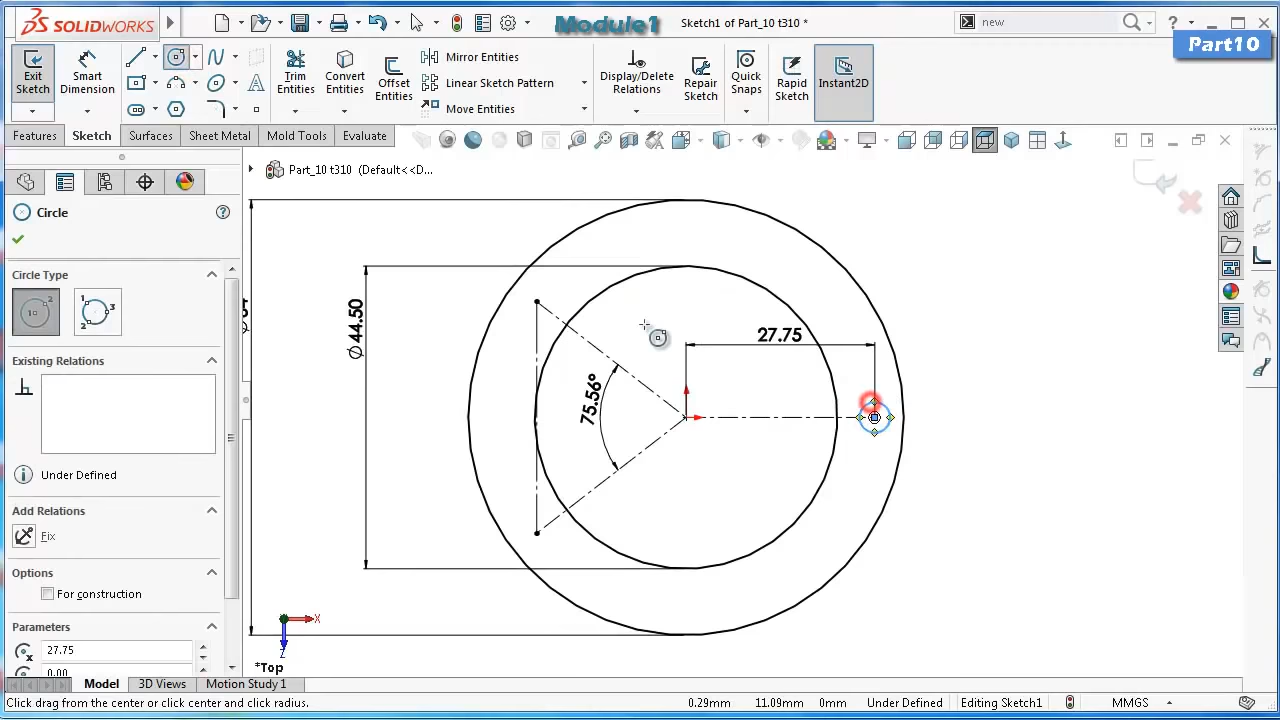 SOLIDWORKS
Module1
Sketch1 of Part_10 t310 *
new
Part10
Exit Sketch
Smart Dimension
Trim Entities
Convert Entities
Offset Entities
Mirror Entities
Linear Sketch Pattern
Move Entities
Display/Delete Relations
Repair Sketch
Quick Snaps
Rapid Sketch
Instant2D
Features
Sketch
Surfaces
Sheet Metal
Mold Tools
Evaluate
Part_10 t310 (Default<<D...
Circle
Circle Type
Existing Relations
Under Defined
Add Relations
Fix
Options
For construction
Parameters
27.75
0.00
⌀44.50
75.56°
27.75
X
Z
*Top
Model
3D Views
Motion Study 1
Click drag from the center or click center and click radius.
0.29mm
11.09mm
0mm
Under Defined
Editing Sketch1
MMGS